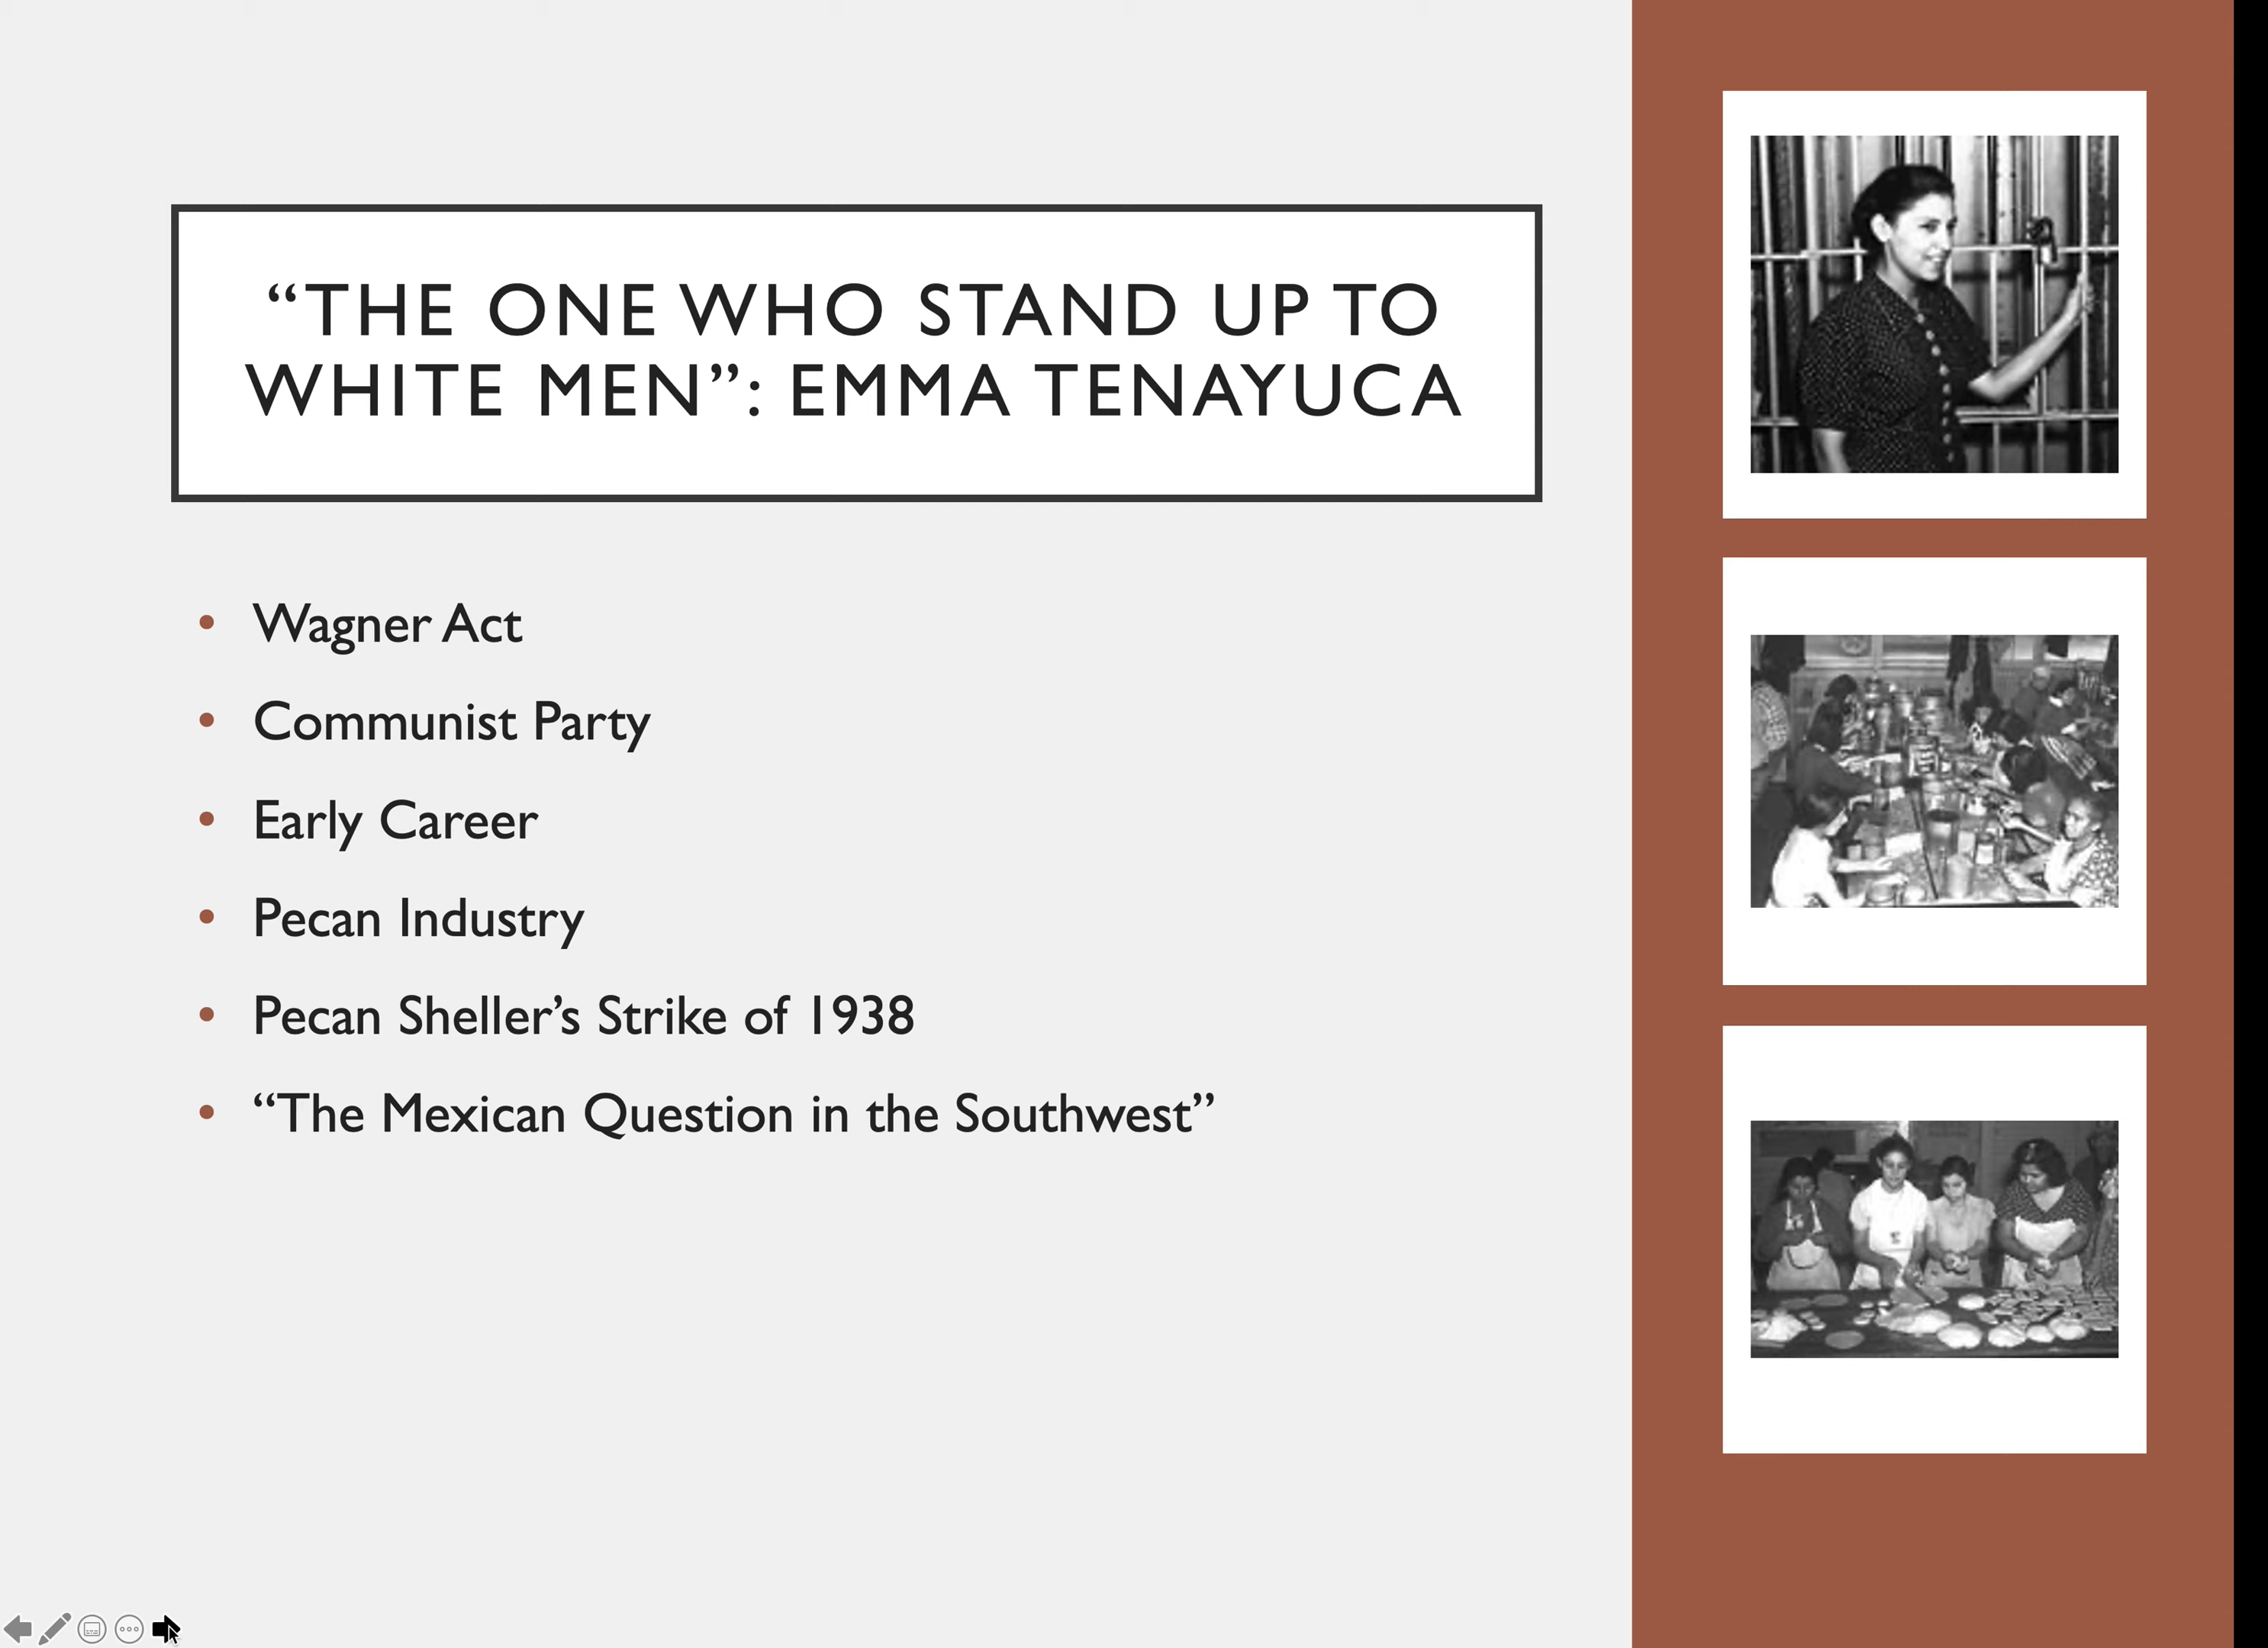 “THE ONE WHO STAND UP TO
WHITE MEN”: EMMA TENAYUCA
• Wagner Act
• Communist Party
• Early Career
• Pecan Industry
• Pecan Sheller’s Strike of 1938
• “The Mexican Question in the Southwest”